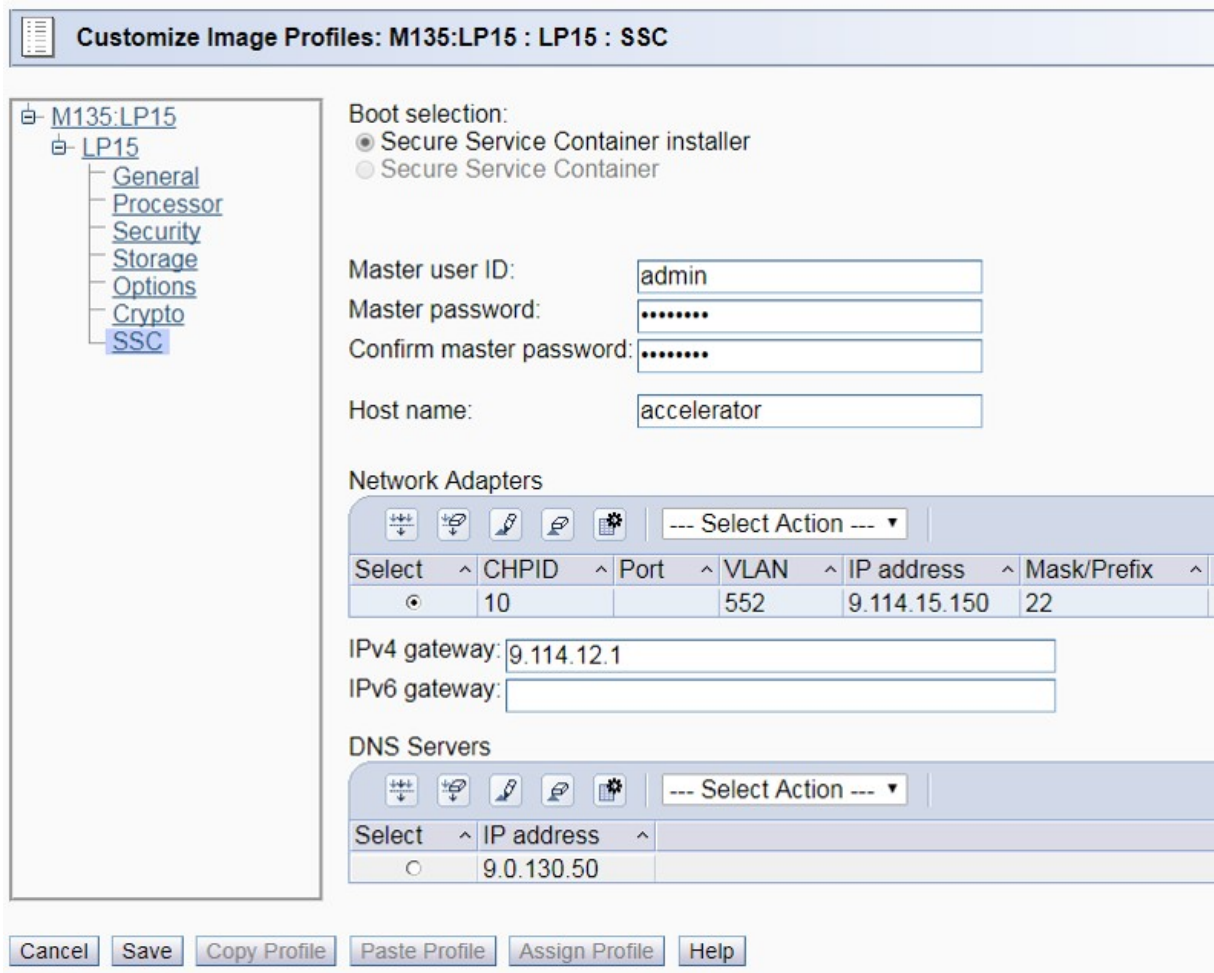 Customize Image Profiles: M135:LP15 : LP15 : SSC
M135:LP15
LP15
General
Processor
Security
Storage
Options
Crypto
SSC
Boot selection:
Secure Service Container installer
Secure Service Container
Master user ID: admin
Master password: ••••••••
Confirm master password: ••••••••
Host name: accelerator
Network Adapters
--- Select Action ---
Select CHPID Port VLAN IP address Mask/Prefix
10 552 9.114.15.150 22
IPv4 gateway: 9.114.12.1
IPv6 gateway:
DNS Servers
--- Select Action ---
Select IP address
9.0.130.50
Cancel Save Copy Profile Paste Profile Assign Profile Help